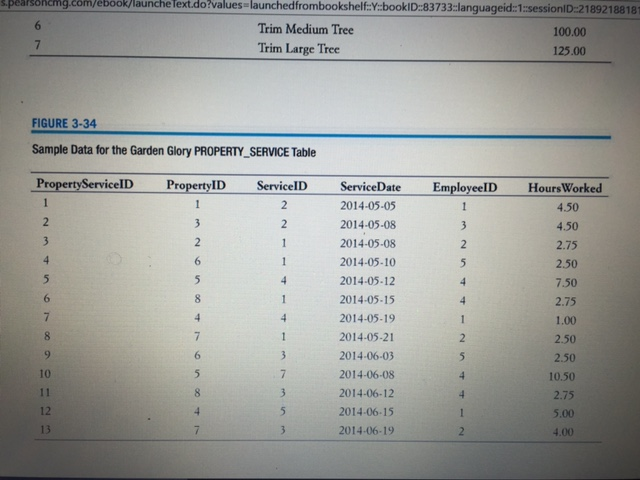 s.pearsoncmg.com/ebook/launcheText.do?values=launchedfrombookshelf::Y::bookID::83733::languageid::1::sessionID::2189218818
6 Trim Medium Tree 100.00
7 Trim Large Tree 125.00
FIGURE 3-34
Sample Data for the Garden Glory PROPERTY_SERVICE Table
PropertyServiceID PropertyID ServiceID ServiceDate EmployeeID HoursWorked
1 1 2 2014-05-05 1 4.50
2 3 2 2014-05-08 3 4.50
3 2 1 2014-05-08 2 2.75
4 6 1 2014-05-10 5 2.50
5 5 4 2014-05-12 4 7.50
6 8 1 2014-05-15 4 2.75
7 4 4 2014-05-19 1 1.00
8 7 1 2014-05-21 2 2.50
9 6 3 2014-06-03 5 2.50
10 5 7 2014-06-08 4 10.50
11 8 3 2014-06-12 4 2.75
12 4 5 2014-06-15 1 5.00
13 7 3 2014-06-19 2 4.00